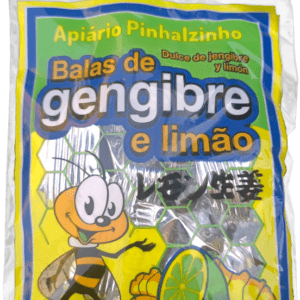 Apiário Pinhalzinho
Balas de
Dulce de jengibre
y limón
gengibre
e limão
レモン生姜